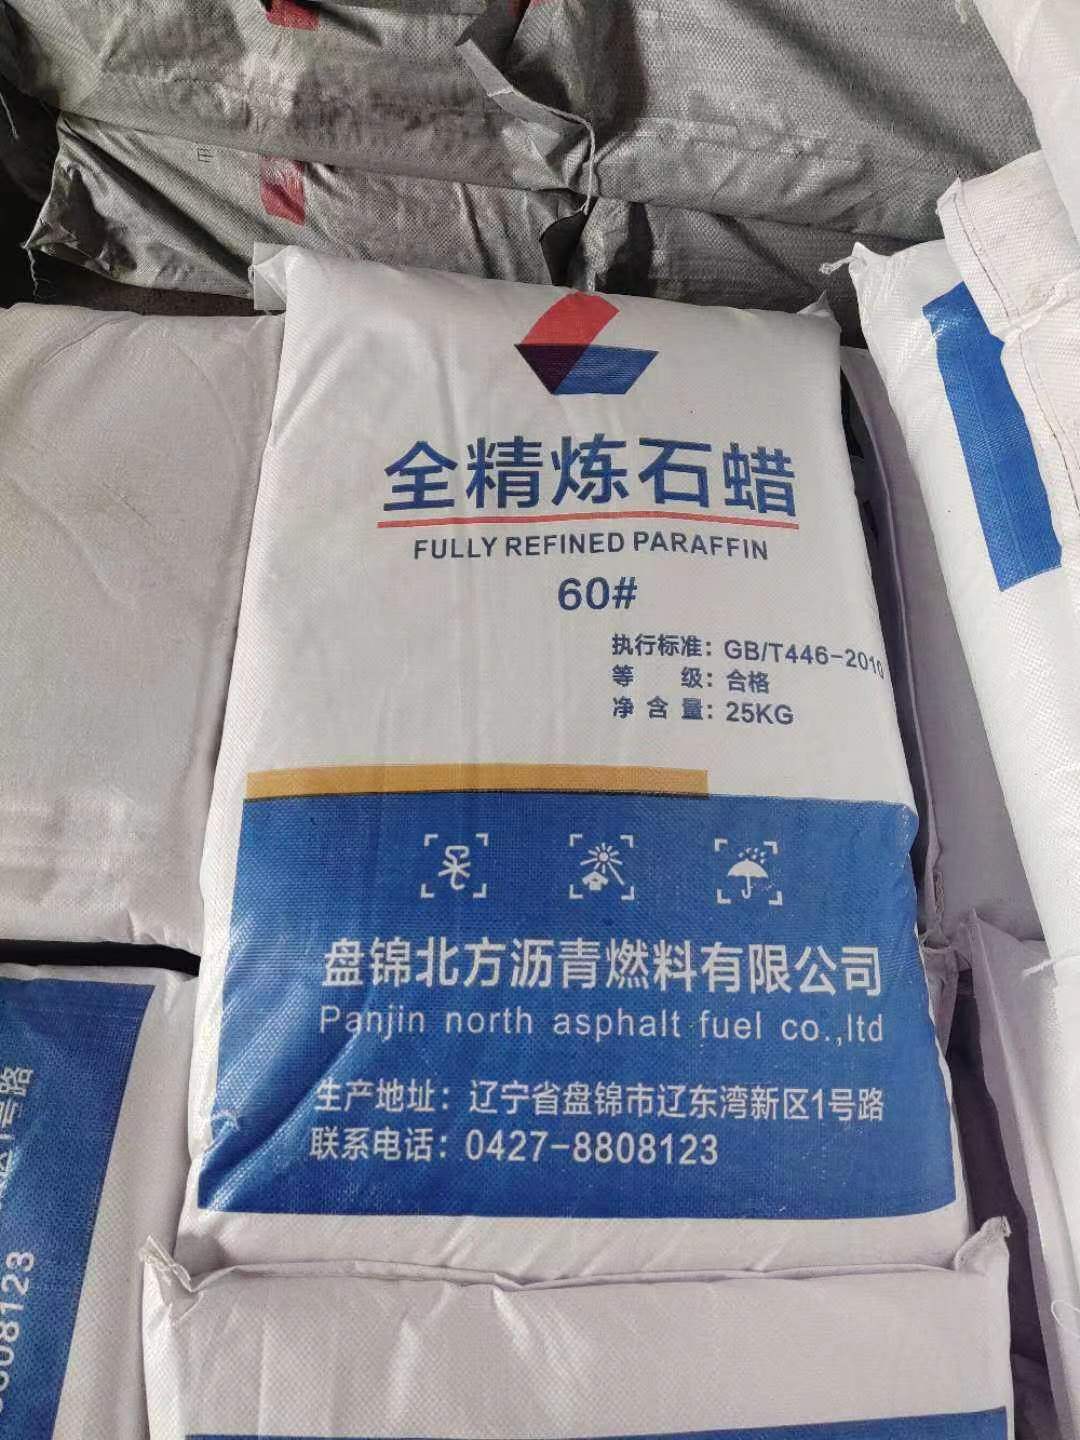 全精炼石蜡
FULLY REFINED PARAFFIN
60#
执行标准：GB/T446-2010
等 级：合格
净含量：25KG
盘锦北方沥青燃料有限公司
Panjin north asphalt fuel co.,ltd
生产地址：辽宁省盘锦市辽东湾新区1号路
联系电话：0427-8808123
号路
808123